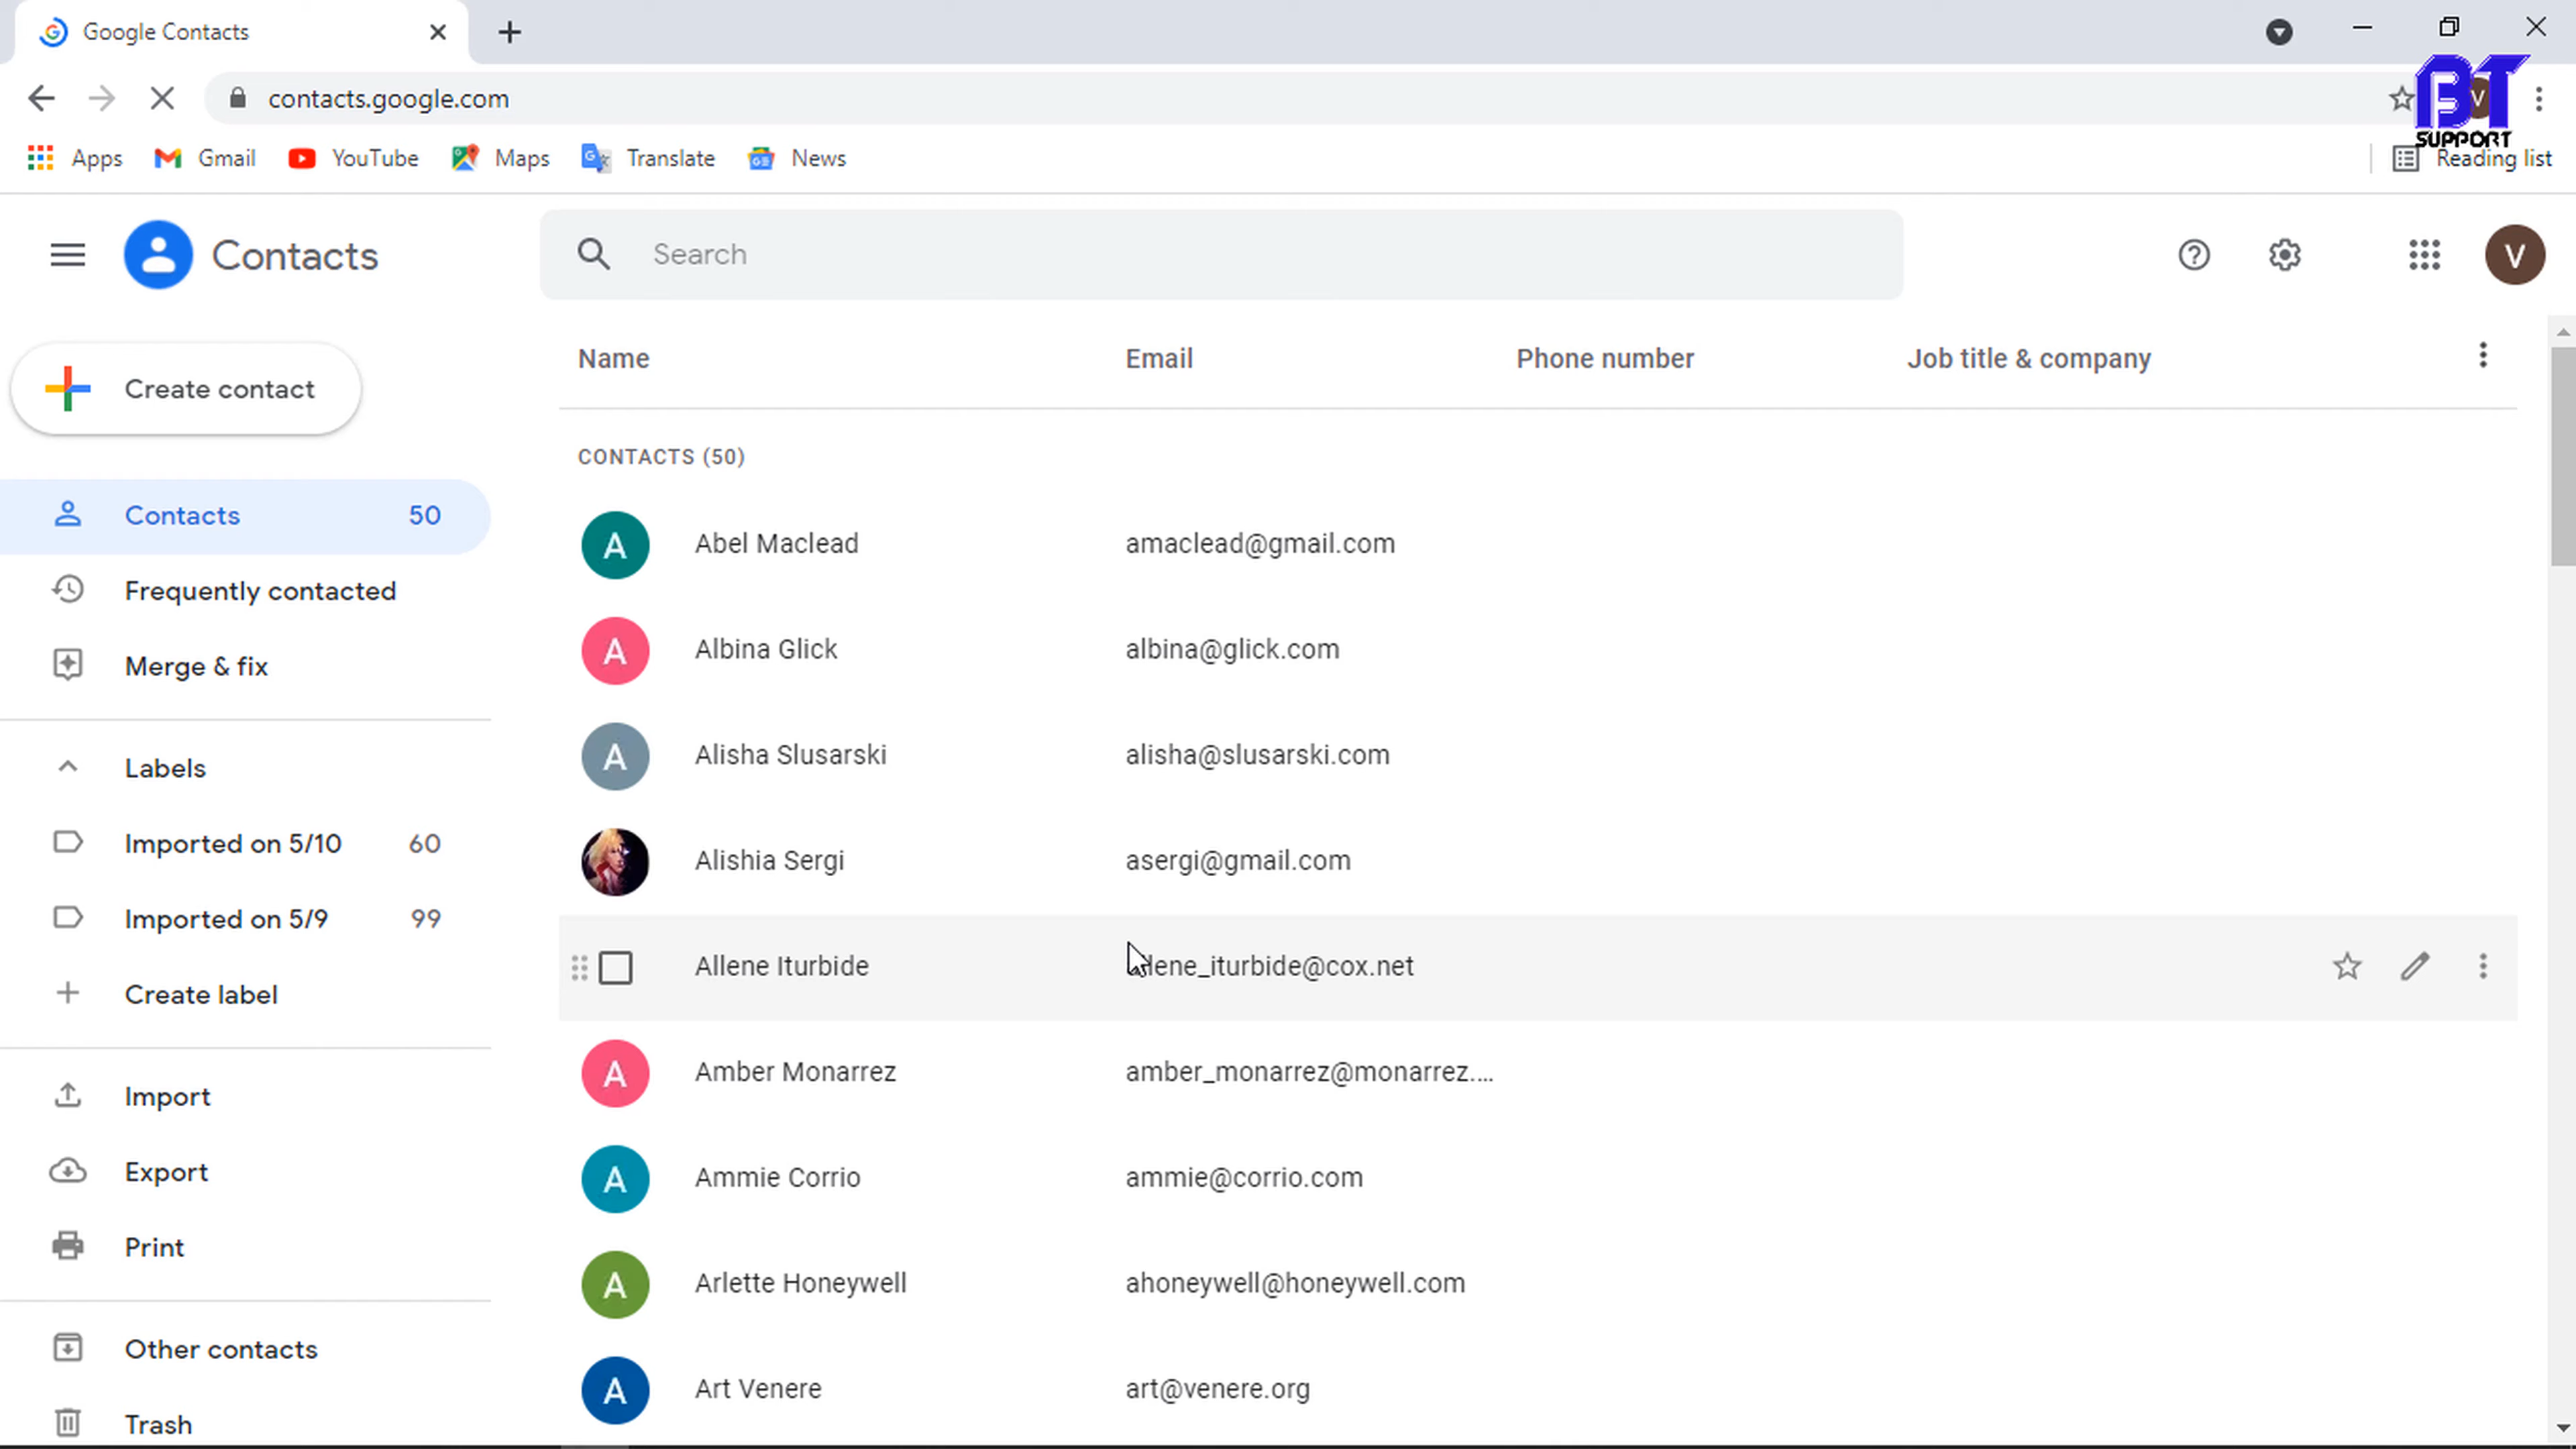 Google Contacts
contacts.google.com
V
BT
SUPPORT
Apps Gmail YouTube Maps Translate News
Reading list
Contacts
Search
V
Create contact
Name Email Phone number Job title & company
CONTACTS (50)
Contacts 50
Frequently contacted
Merge & fix
Labels
Imported on 5/10 60
Imported on 5/9 99
Create label
Import
Export
Print
Other contacts
Trash
A Abel Maclead amaclead@gmail.com
A Albina Glick albina@glick.com
A Alisha Slusarski alisha@slusarski.com
Alishia Sergi asergi@gmail.com
Allene Iturbide allene_iturbide@cox.net
A Amber Monarrez amber_monarrez@monarrez....
A Ammie Corrio ammie@corrio.com
A Arlette Honeywell ahoneywell@honeywell.com
A Art Venere art@venere.org